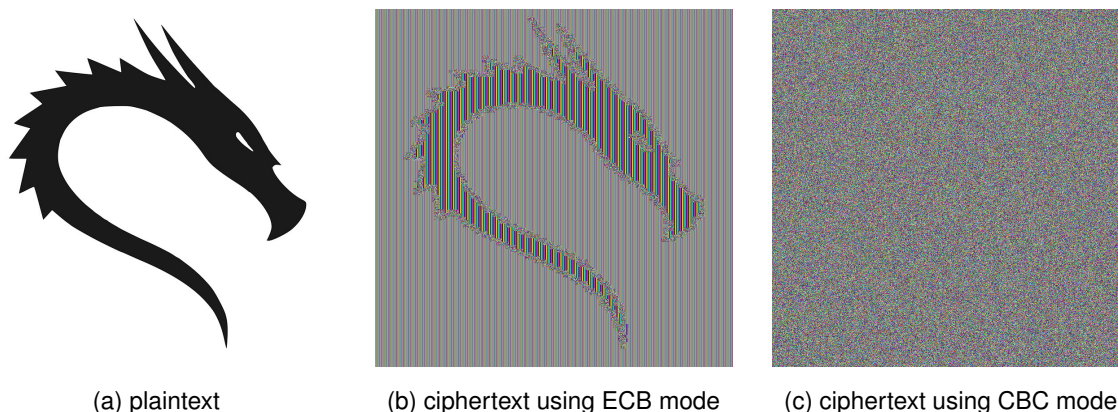 (a) plaintext
(b) ciphertext using ECB mode
(c) ciphertext using CBC mode